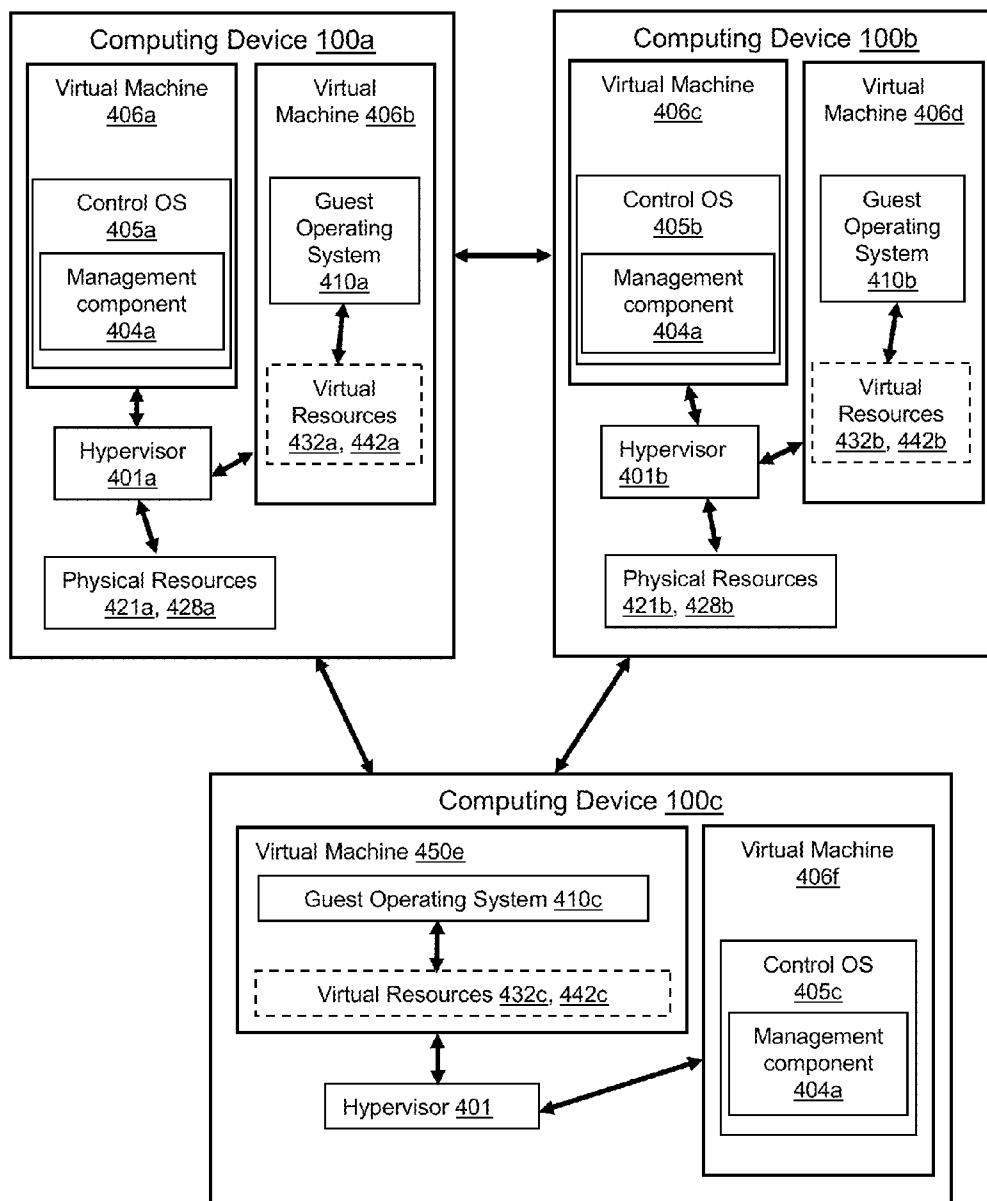 Computing Device 100a
Virtual Machine
406a
Control OS
405a
Management
component
404a
Virtual
Machine 406b
Guest
Operating
System
410a
Virtual
Resources
432a, 442a
Hypervisor
401a
Physical Resources
421a, 428a
Computing Device 100b
Virtual Machine
406c
Control OS
405b
Management
component
404a
Virtual
Machine 406d
Guest
Operating
System
410b
Virtual
Resources
432b, 442b
Hypervisor
401b
Physical Resources
421b, 428b
Computing Device 100c
Virtual Machine 450e
Guest Operating System 410c
Virtual Resources 432c, 442c
Hypervisor 401
Virtual Machine
406f
Control OS
405c
Management
component
404a